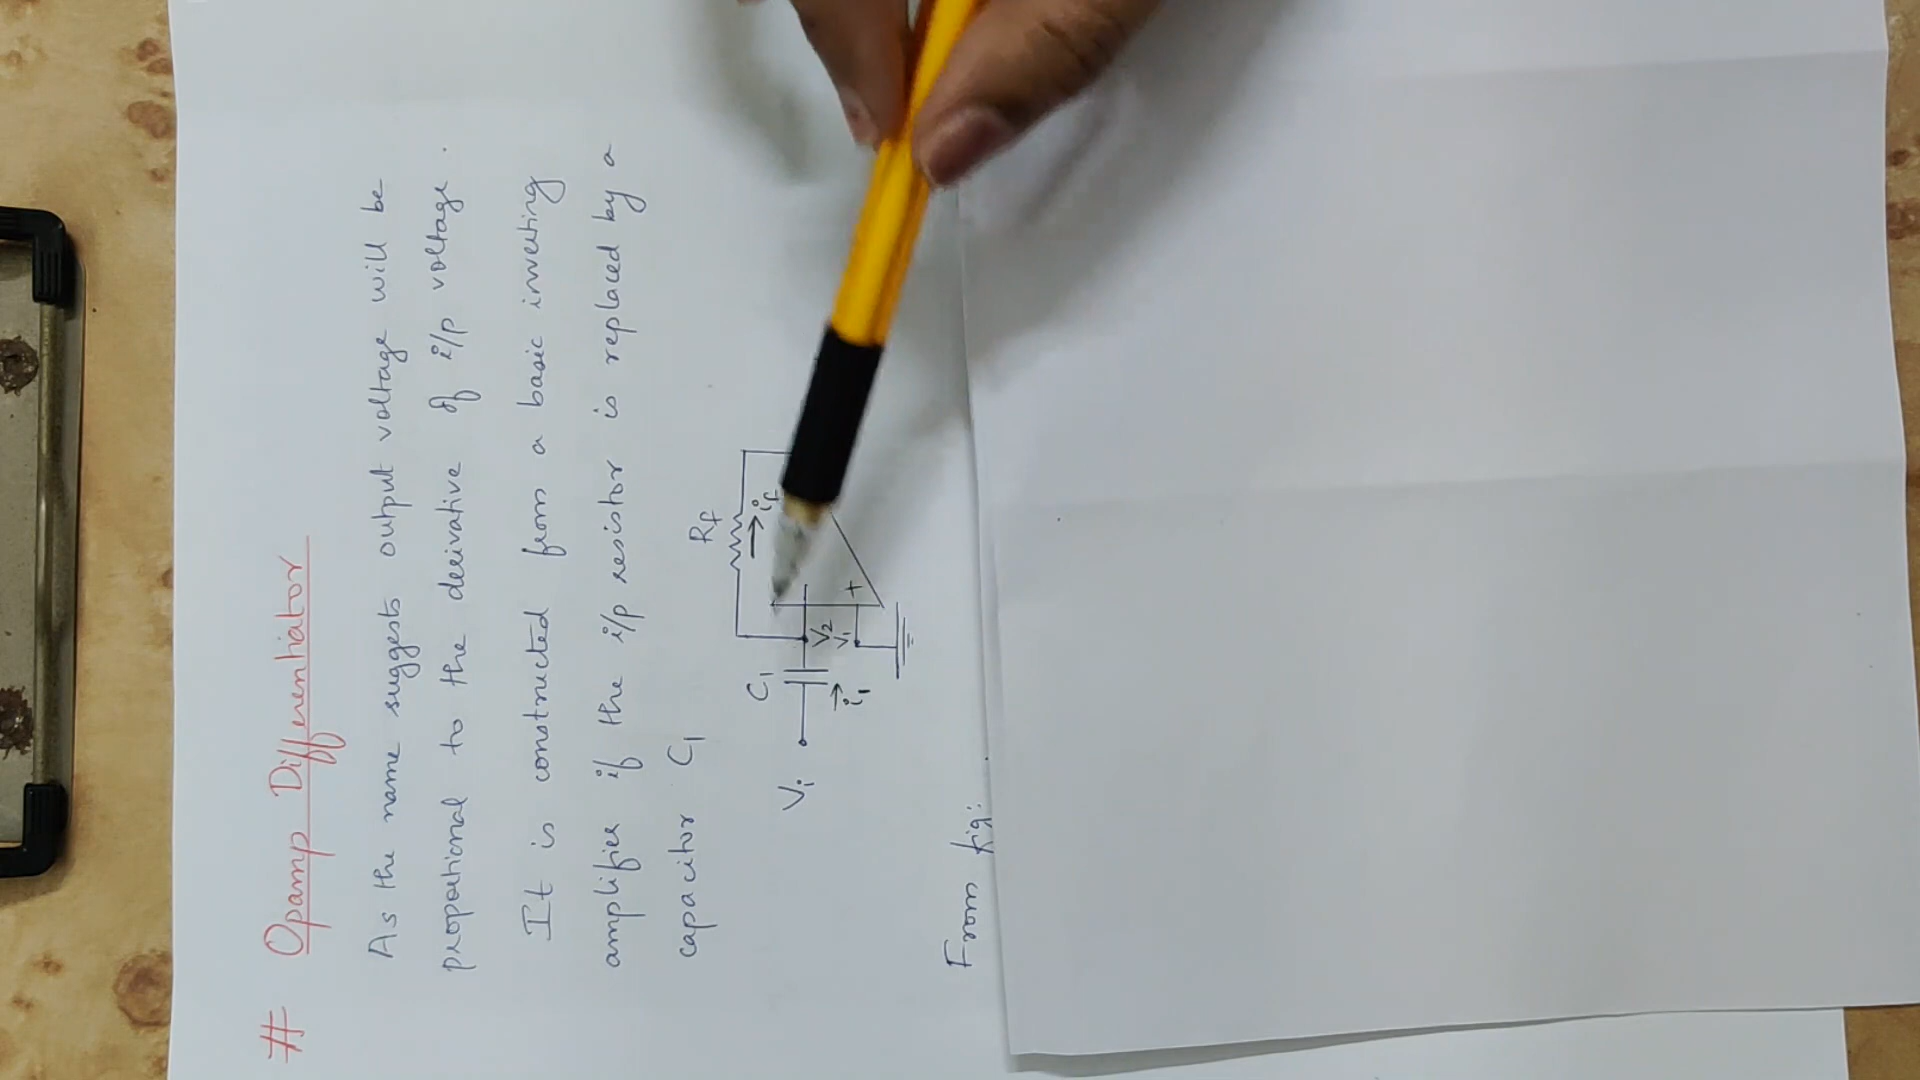 # Opamp Differentiator
As the name suggests output voltage will be
proportional to the derivative of i/p voltage.
It is constructed from a basic inverting
amplifier if the i/p resistor is replaced by a
capacitor C1
Rf
if
C1
Vi
V2
i1
V1
+
From fig: